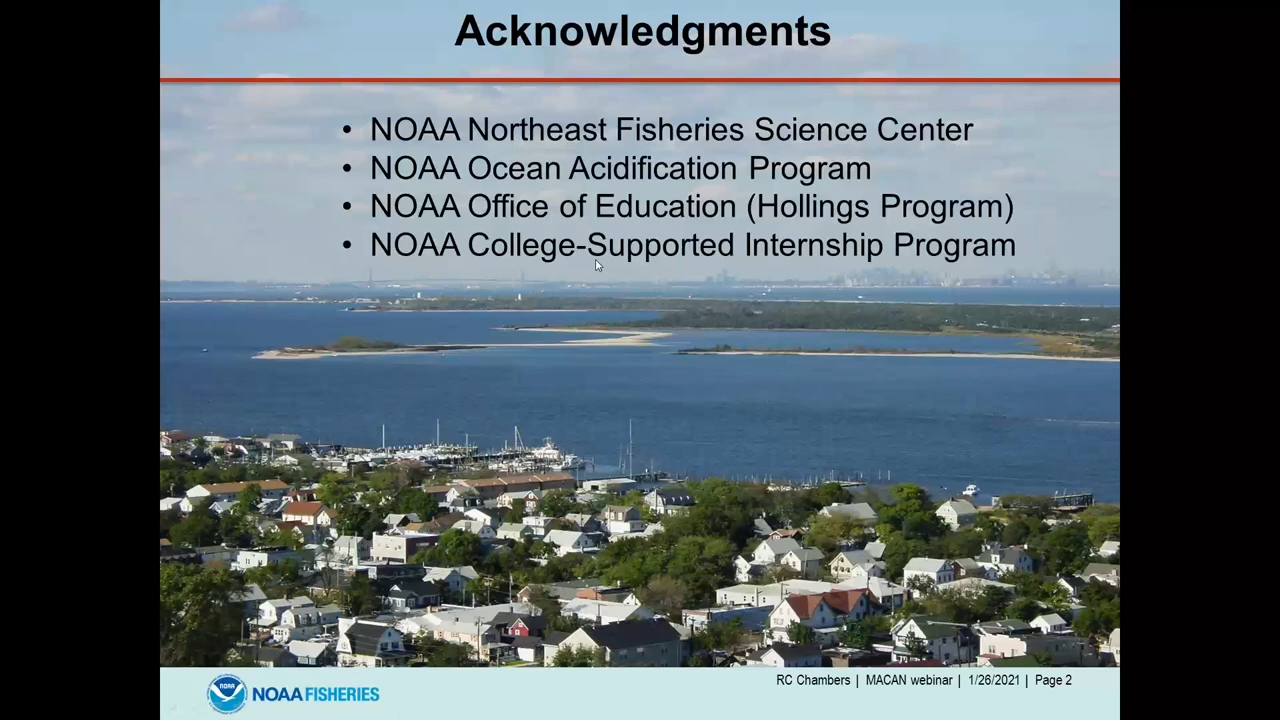 Acknowledgments
• NOAA Northeast Fisheries Science Center
• NOAA Ocean Acidification Program
• NOAA Office of Education (Hollings Program)
• NOAA College-Supported Internship Program
NOAA
NOAA FISHERIES
RC Chambers | MACAN webinar | 1/26/2021 | Page 2